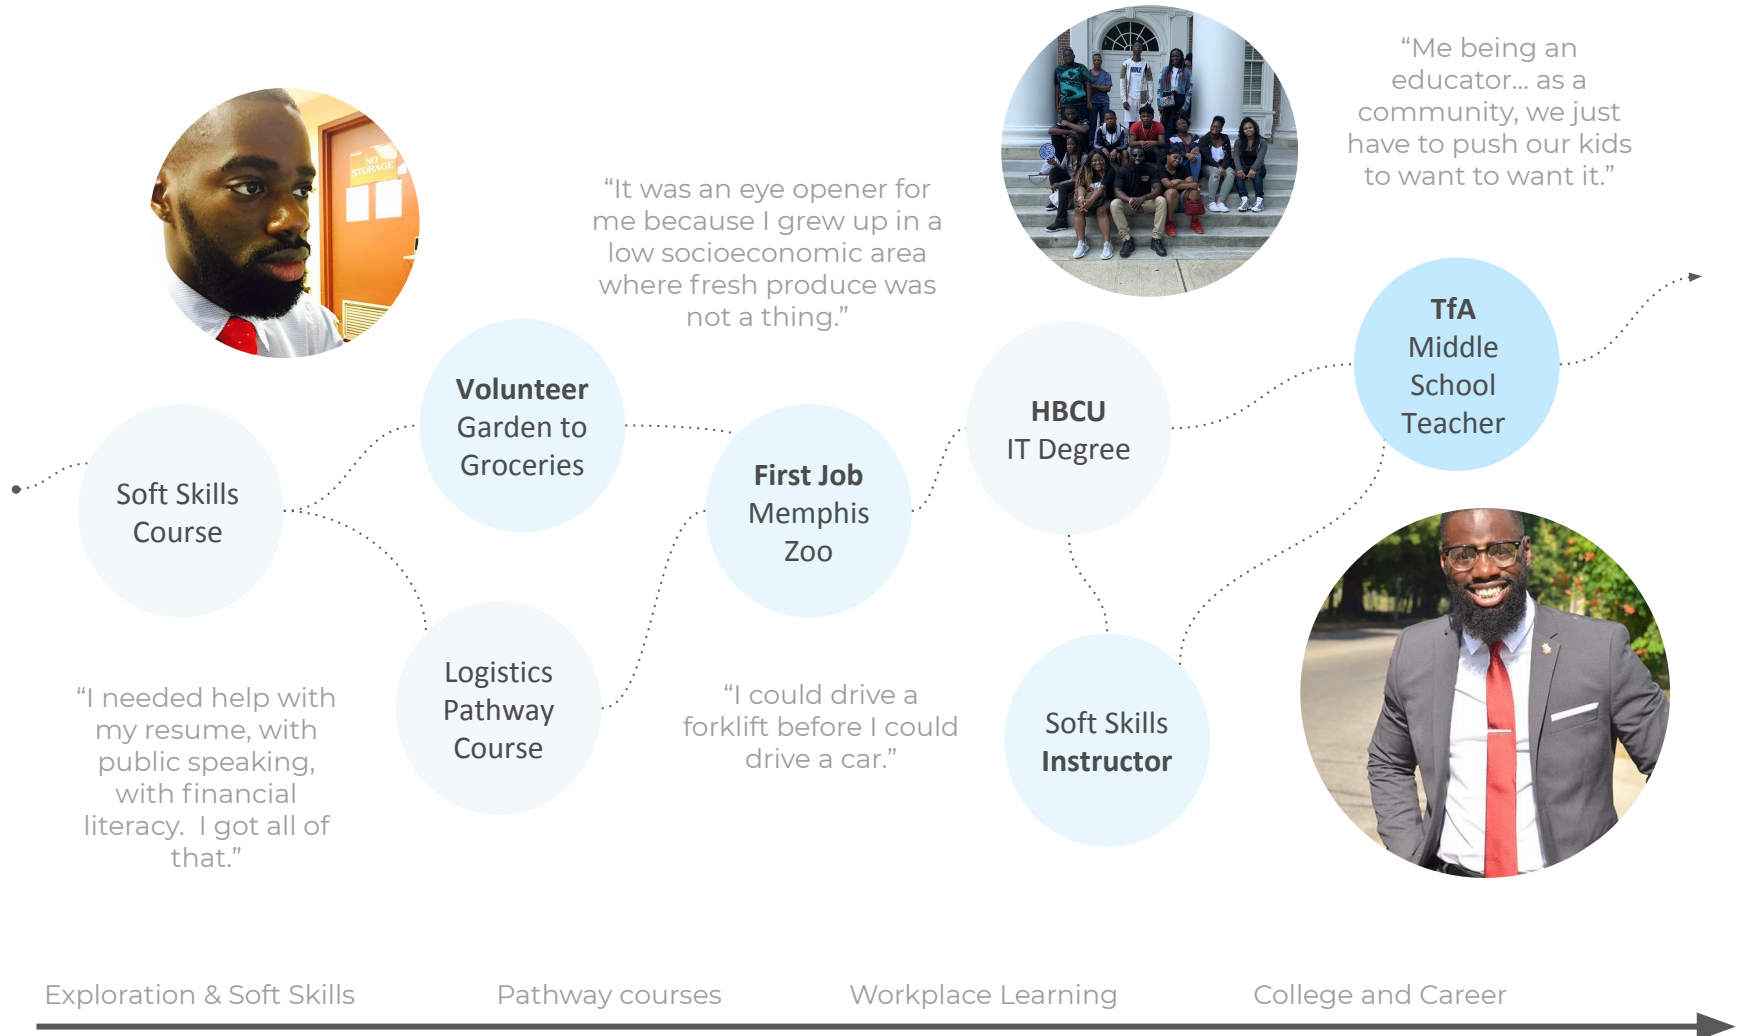 “Me being an
educator... as a
community, we just
have to push our kids
to want to want it.”
NO
STORAGE
“It was an eye opener for
me because I grew up in a
low socioeconomic area
where fresh produce was
not a thing.”
TfA
Middle
School
Teacher
Volunteer
Garden to
Groceries
HBCU
IT Degree
First Job
Memphis
Zoo
Soft Skills
Course
Logistics
Pathway
Course
“I needed help with
my resume, with
public speaking,
with financial
literacy.  I got all of
that.”
“I could drive a
forklift before I could
drive a car.”
Soft Skills
Instructor
Exploration & Soft Skills
Pathway courses
Workplace Learning
College and Career